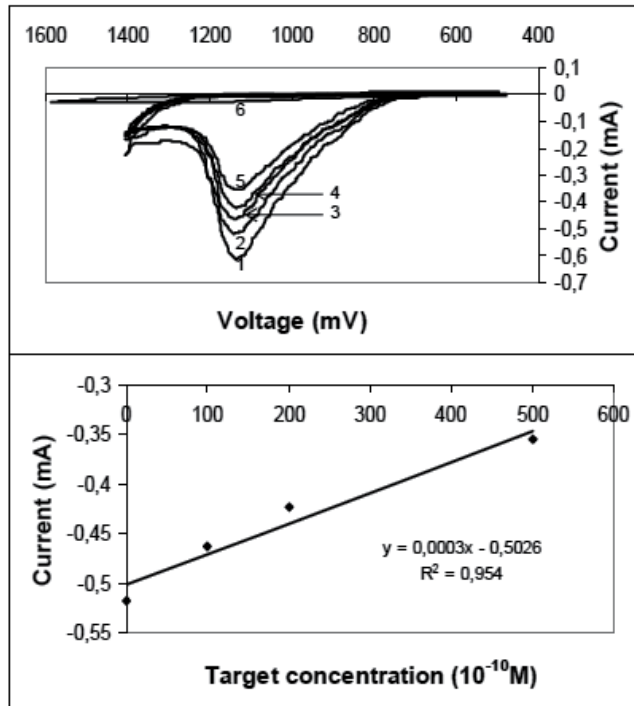 1600 1400 1200 1000 800 600 400
0,1
0
-0,1
-0,2
-0,3
-0,4
-0,5
-0,6
-0,7
Current (mA)
6
5
4
3
2
1
Voltage (mV)
-0,3
0 100 200 300 400 500 600
-0,35
-0,4
-0,45
-0,5
-0,55
Current (mA)
y = 0,0003x - 0,5026
R² = 0,954
Target concentration (10⁻¹⁰M)